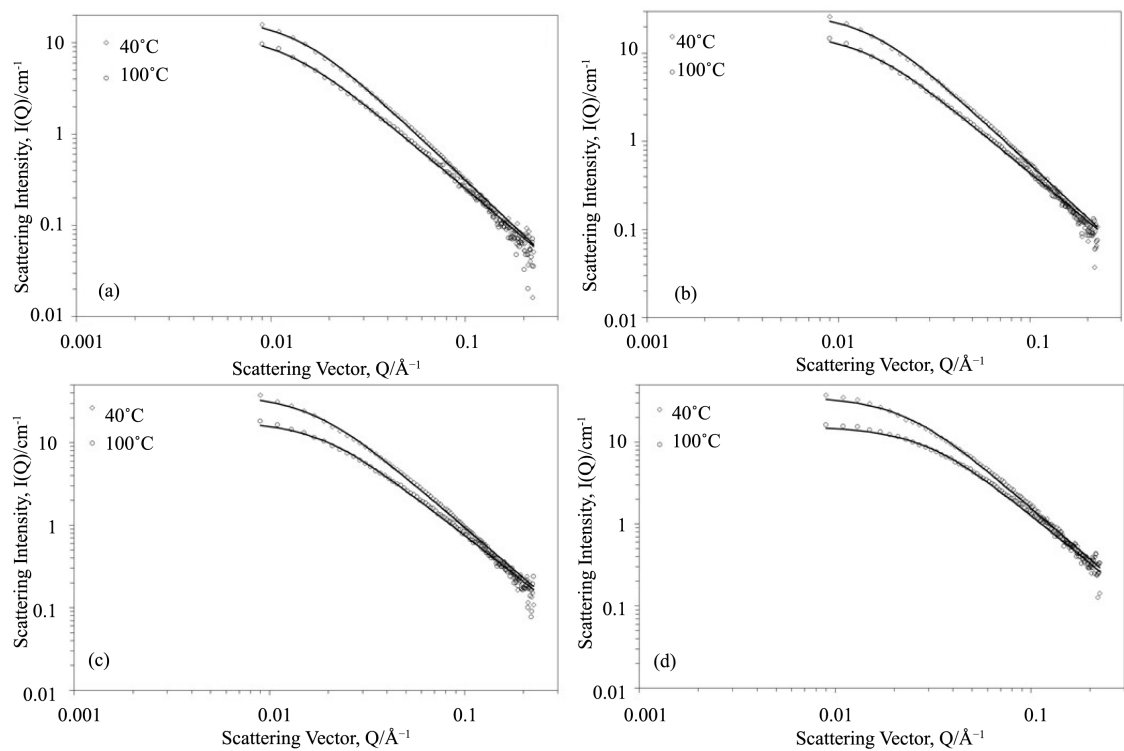 10
40˚C
100˚C
1
0.1
0.01
(a)
0.001
0.01
0.1
Scattering Vector, Q/Å⁻¹
Scattering Intensity, I(Q)/cm⁻¹
10
40˚C
100˚C
1
0.1
0.01
(b)
0.001
0.01
0.1
Scattering Vector, Q/Å⁻¹
Scattering Intensity, I(Q)/cm⁻¹
10
40˚C
100˚C
1
0.1
0.01
(c)
0.001
0.01
0.1
Scattering Vector, Q/Å⁻¹
Scattering Intensity, I(Q)/cm⁻¹
10
40˚C
100˚C
1
0.1
0.01
(d)
0.001
0.01
0.1
Scattering Vector, Q/Å⁻¹
Scattering Intensity, I(Q)/cm⁻¹